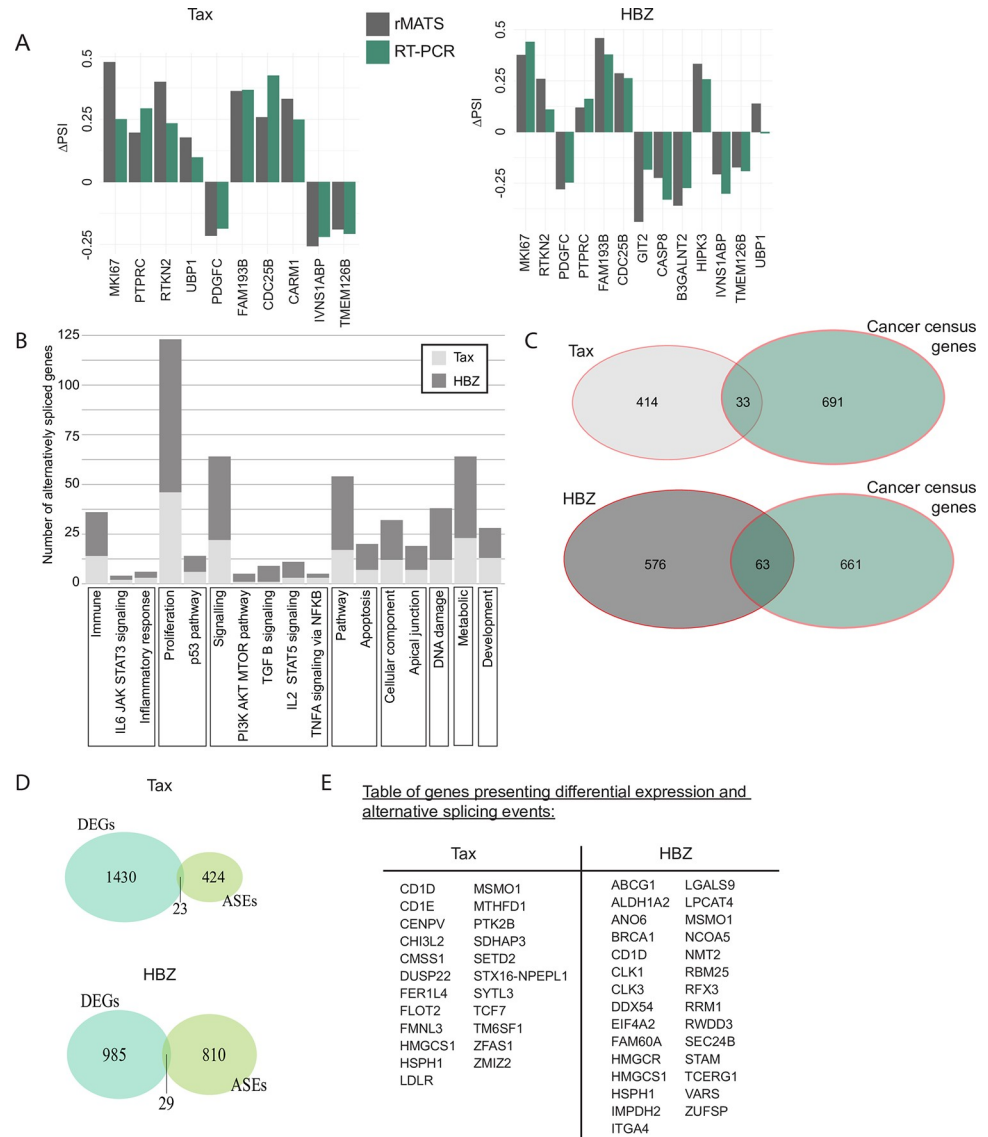 A
Tax
rMATS
RT-PCR
ΔPSI
0.5
0.25
0
-0.25
MKI67
PTPRC
RTKN2
UBP1
PDGFC
FAM193B
CDC25B
CARM1
IVNS1ABP
TMEM126B
HBZ
ΔPSI
0.5
0.25
0
-0.25
MKI67
RTKN2
PDGFC
PTPRC
FAM193B
CDC25B
GIT2
CASP8
B3GALNT2
HIPK3
IVNS1ABP
TMEM126B
UBP1
B
Number of alternatively spliced genes
125
100
75
50
25
0
Tax
HBZ
Immune
IL6 JAK STAT3 signaling
Inflammatory response
Proliferation
p53 pathway
Signalling
PI3K AKT MTOR pathway
TGF B signaling
IL2 STAT5 signaling
TNFA signaling via NFKB
Pathway
Apoptosis
Cellular component
Apical junction
DNA damage
Metabolic
Development
C
Tax
Cancer census
genes
414
33
691
HBZ
Cancer census
genes
576
63
661
D
Tax
DEGs
1430
424
23
ASEs
HBZ
DEGs
985
810
29
ASEs
E
Table of genes presenting differential expression and
alternative splicing events:
Tax
CD1D MSMO1
CD1E MTHFD1
CENPV PTK2B
CHI3L2 SDHAP3
CMSS1 SETD2
DUSP22 STX16-NPEPL1
FER1L4 SYTL3
FLOT2 TCF7
FMNL3 TM6SF1
HMGCS1 ZFAS1
HSPH1 ZMIZ2
LDLR
HBZ
ABCG1 LGALS9
ALDH1A2 LPCAT4
ANO6 MSMO1
BRCA1 NCOA5
CD1D NMT2
CLK1 RBM25
CLK3 RFX3
DDX54 RRM1
EIF4A2 RWDD3
FAM60A SEC24B
HMGCR STAM
HMGCS1 TCERG1
HSPH1 VARS
IMPDH2 ZUFSP
ITGA4